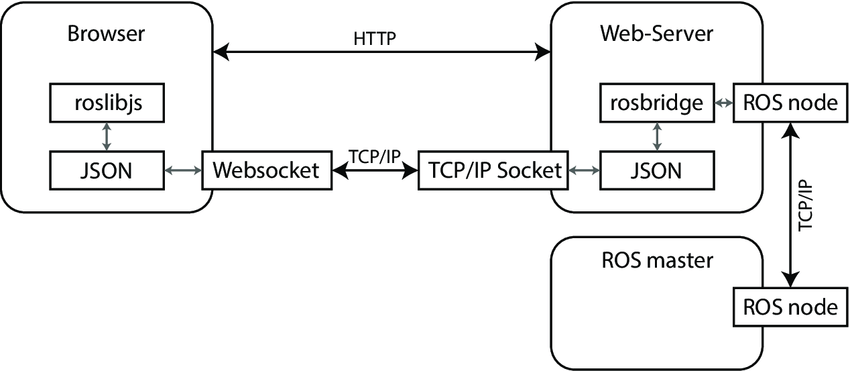 Browser
HTTP
Web-Server
roslibjs
rosbridge
ROS node
JSON
Websocket
TCP/IP
TCP/IP Socket
JSON
TCP/IP
ROS master
ROS node